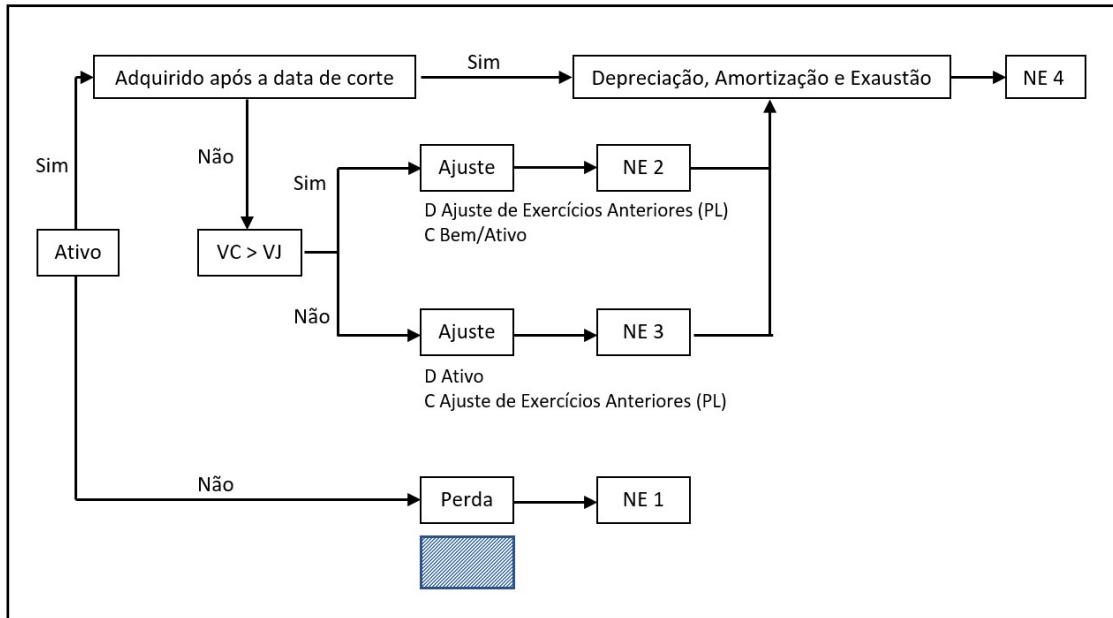 Adquirido após a data de corte
Sim
Depreciação, Amortização e Exaustão
NE 4
Sim
Não
Sim
Ajuste
NE 2
D Ajuste de Exercícios Anteriores (PL)
C Bem/Ativo
Ativo
VC > VJ
Não
Ajuste
NE 3
D Ativo
C Ajuste de Exercícios Anteriores (PL)
Não
Perda
NE 1